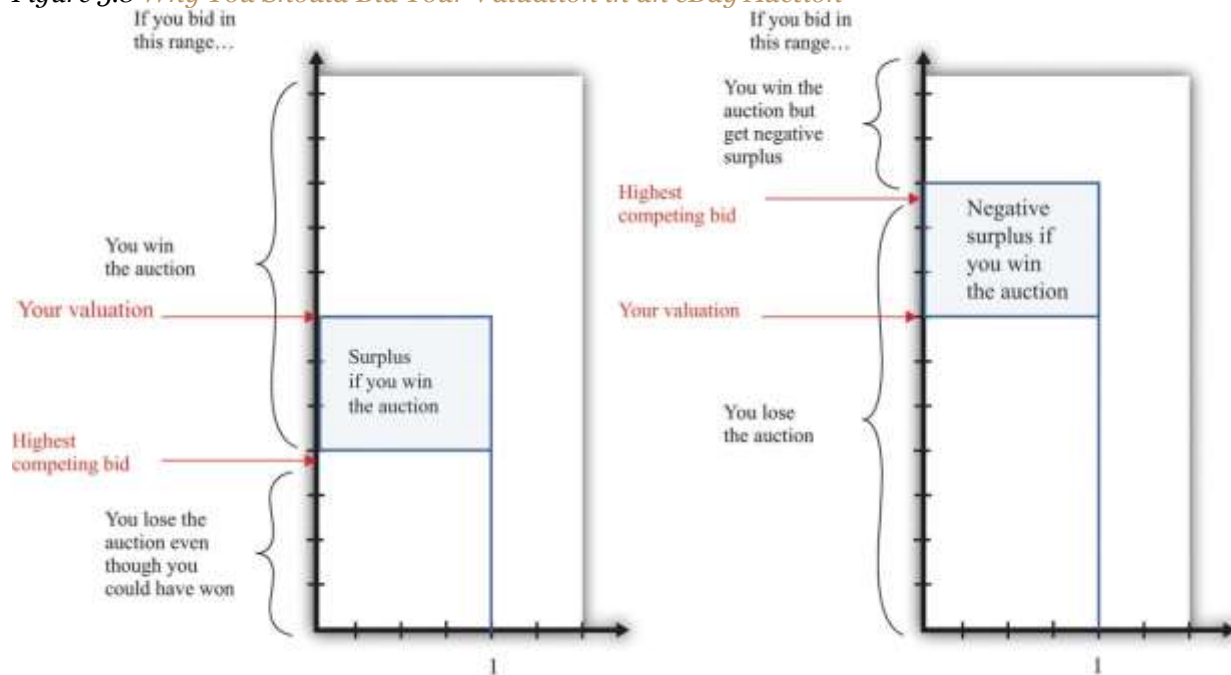 If you bid in
this range…
You win
the auction
Your valuation
Surplus
if you win
the auction
Highest
competing bid
You lose the
auction even
though you
could have won
1
If you bid in
this range…
You win the
auction but
get negative
surplus
Highest
competing bid
Negative
surplus if
you win
the auction
Your valuation
You lose
the auction
1